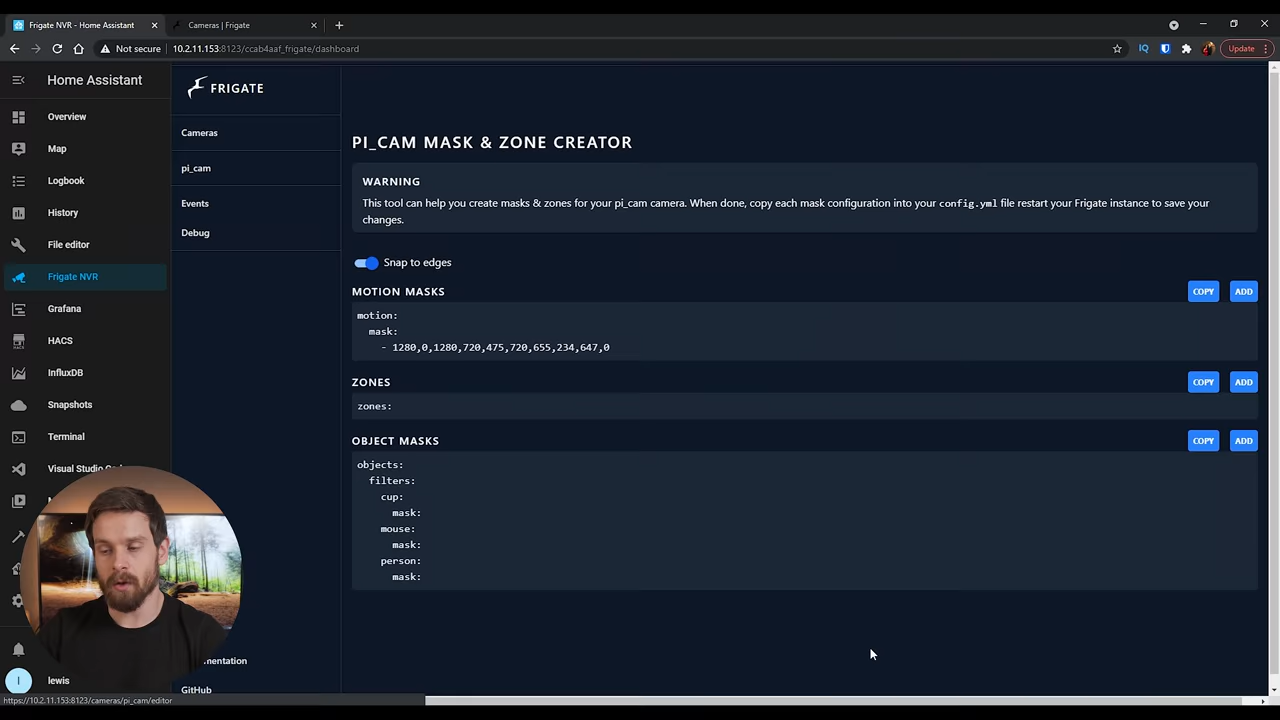 Frigate NVR - Home Assistant
Cameras | Frigate
Not secure
10.2.11.153:8123/ccab4aaf_frigate/dashboard
Update
Home Assistant
Overview
Map
Logbook
History
File editor
Frigate NVR
Grafana
HACS
InfluxDB
Snapshots
Terminal
Visual Studio
lewis
FRIGATE
Cameras
pi_cam
Events
Debug
GitHub
PI_CAM MASK & ZONE CREATOR
WARNING
This tool can help you create masks & zones for your pi_cam camera. When done, copy each mask configuration into your config.yml file restart your Frigate instance to save your
changes.
Snap to edges
MOTION MASKS
COPY
ADD
motion:
mask:
- 1280,0,1280,720,475,720,655,234,647,0
ZONES
COPY
ADD
zones:
OBJECT MASKS
COPY
ADD
objects:
filters:
cup:
mask:
mouse:
mask:
person:
mask:
https://10.2.11.153:8123/cameras/pi_cam/editor